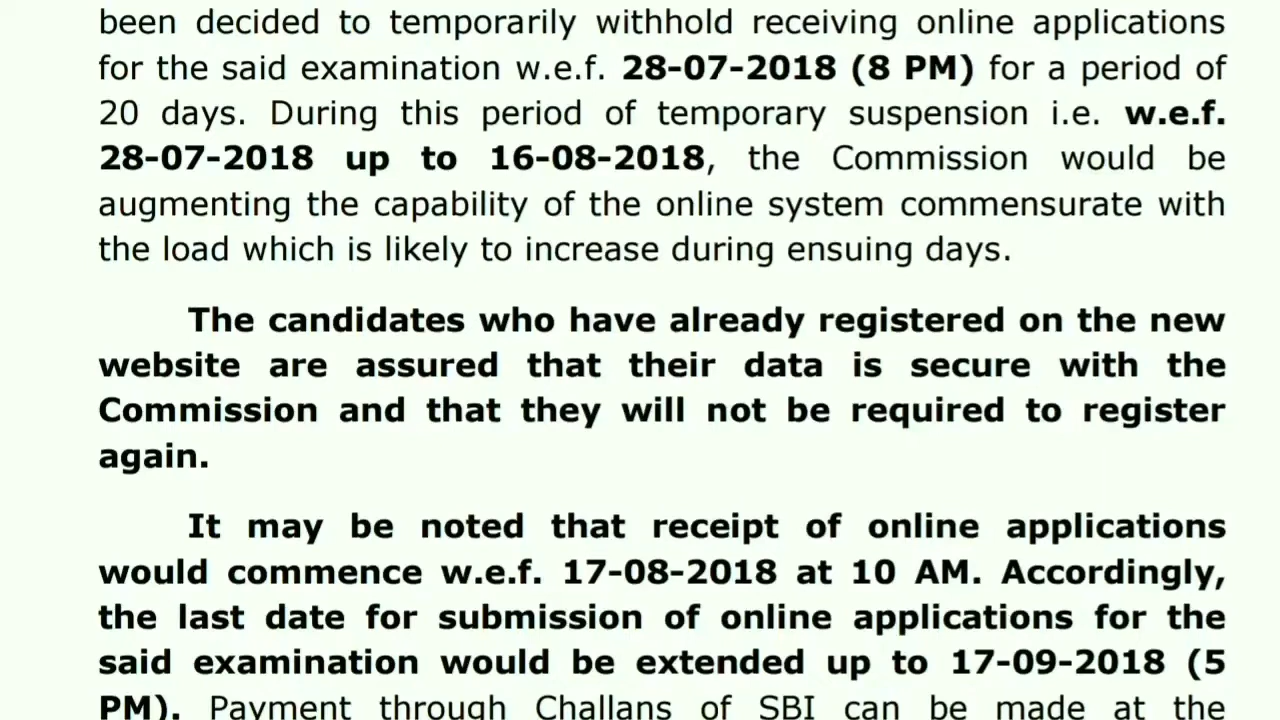 been decided to temporarily withhold receiving online applications
for the said examination w.e.f. 28-07-2018 (8 PM) for a period of
20 days. During this period of temporary suspension i.e. w.e.f.
28-07-2018 up to 16-08-2018, the Commission would be
augmenting the capability of the online system commensurate with
the load which is likely to increase during ensuing days.
The candidates who have already registered on the new
website are assured that their data is secure with the
Commission and that they will not be required to register
again.
It may be noted that receipt of online applications
would commence w.e.f. 17-08-2018 at 10 AM. Accordingly,
the last date for submission of online applications for the
said examination would be extended up to 17-09-2018 (5
PM). Payment through Challans of SBI can be made at the